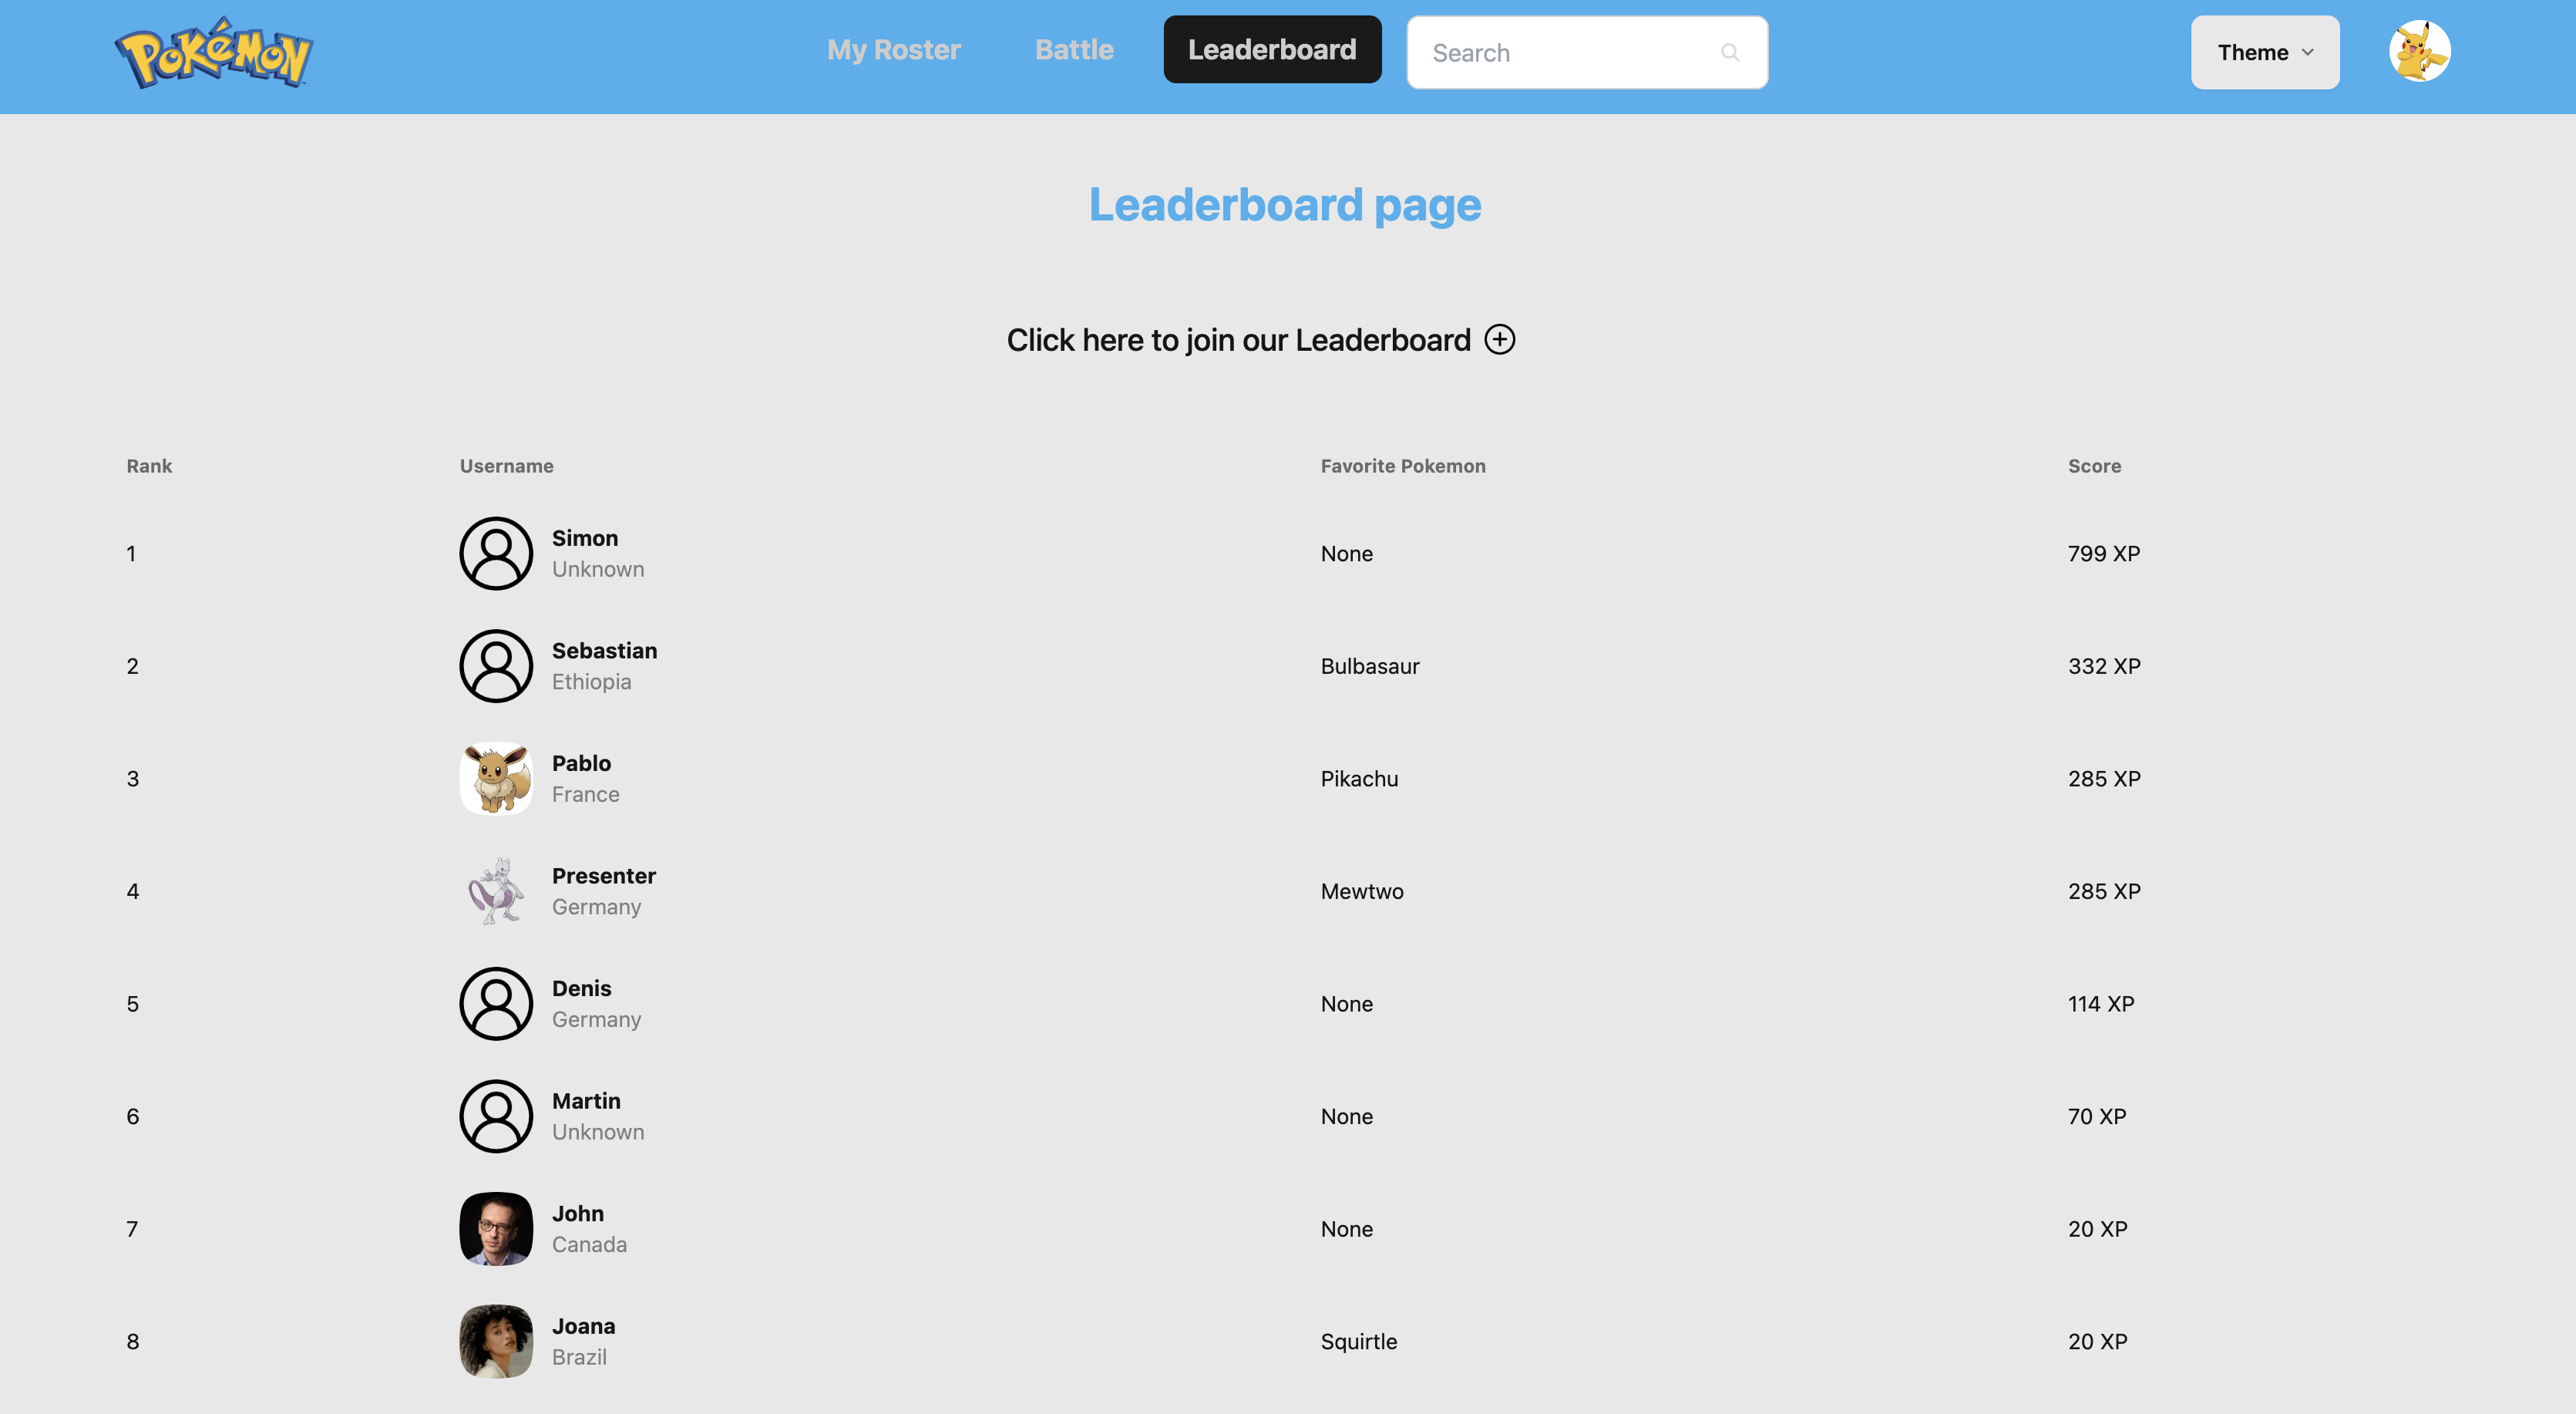 POKéMON
My Roster Battle Leaderboard Search Theme
Leaderboard page
Click here to join our Leaderboard
Rank Username Favorite Pokemon Score
1 Simon None 799 XP
Unknown
2 Sebastian Bulbasaur 332 XP
Ethiopia
3 Pablo Pikachu 285 XP
France
4 Presenter Mewtwo 285 XP
Germany
5 Denis None 114 XP
Germany
6 Martin None 70 XP
Unknown
7 John None 20 XP
Canada
8 Joana Squirtle 20 XP
Brazil